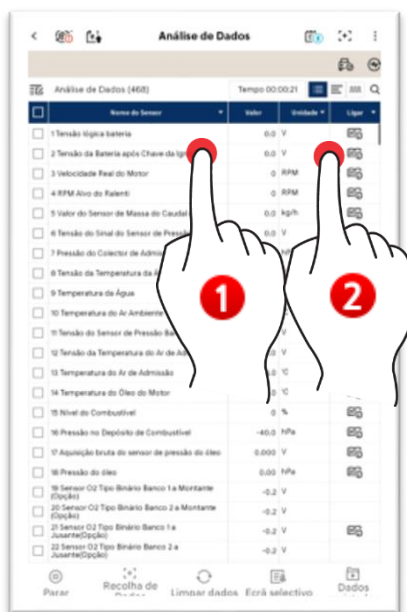 Análise de Dados
Análise de Dados (468) Tempo 00:00:21
Nome do Sensor Valor Unidade Ligar
1 Tensão lógica bateria 0.0 V
2 Tensão da Bateria após Chave da 0.0 V
3 Velocidade Real do Motor 0 RPM
4 RPM Alvo do Ralenti 0 RPM
5 Valor do Sensor de Massa do Caudal 0.0 kg/h
6 Tensão do Sinal do Sensor de 0.0 V
7 Pressão do Colector de
8 Tensão da Temperatura da
9 Temperatura da Água
10 Temperatura do Ar Ambiente
11 Tensão do Sensor de Pressão
12 Tensão da Temperatura do Ar de V
13 Temperatura do Ar de Admissão °C
14 Temperatura do Óleo do Motor °C
15 Nível do Combustível 0 %
16 Pressão no Depósito de Combustível -40.0 hPa
17 Aquisição bruta do sensor de pressão do óleo 0.000 V
18 Pressão do óleo 0.00 hPa
19 Sensor O2 Tipo Binário Banco 1 a Montante
(Opção) -0.2 V
20 Sensor O2 Tipo Binário Banco 2 a Montante
(Opção) -0.2 V
21 Sensor O2 Tipo Binário Banco 1 a
Jusante(Opção) -0.2 V
22 Sensor O2 Tipo Binário Banco 2 a
Jusante(Opção) -0.2 V
Parar Recolha de Limpar dados Ecrã selectivo Dados
1
2